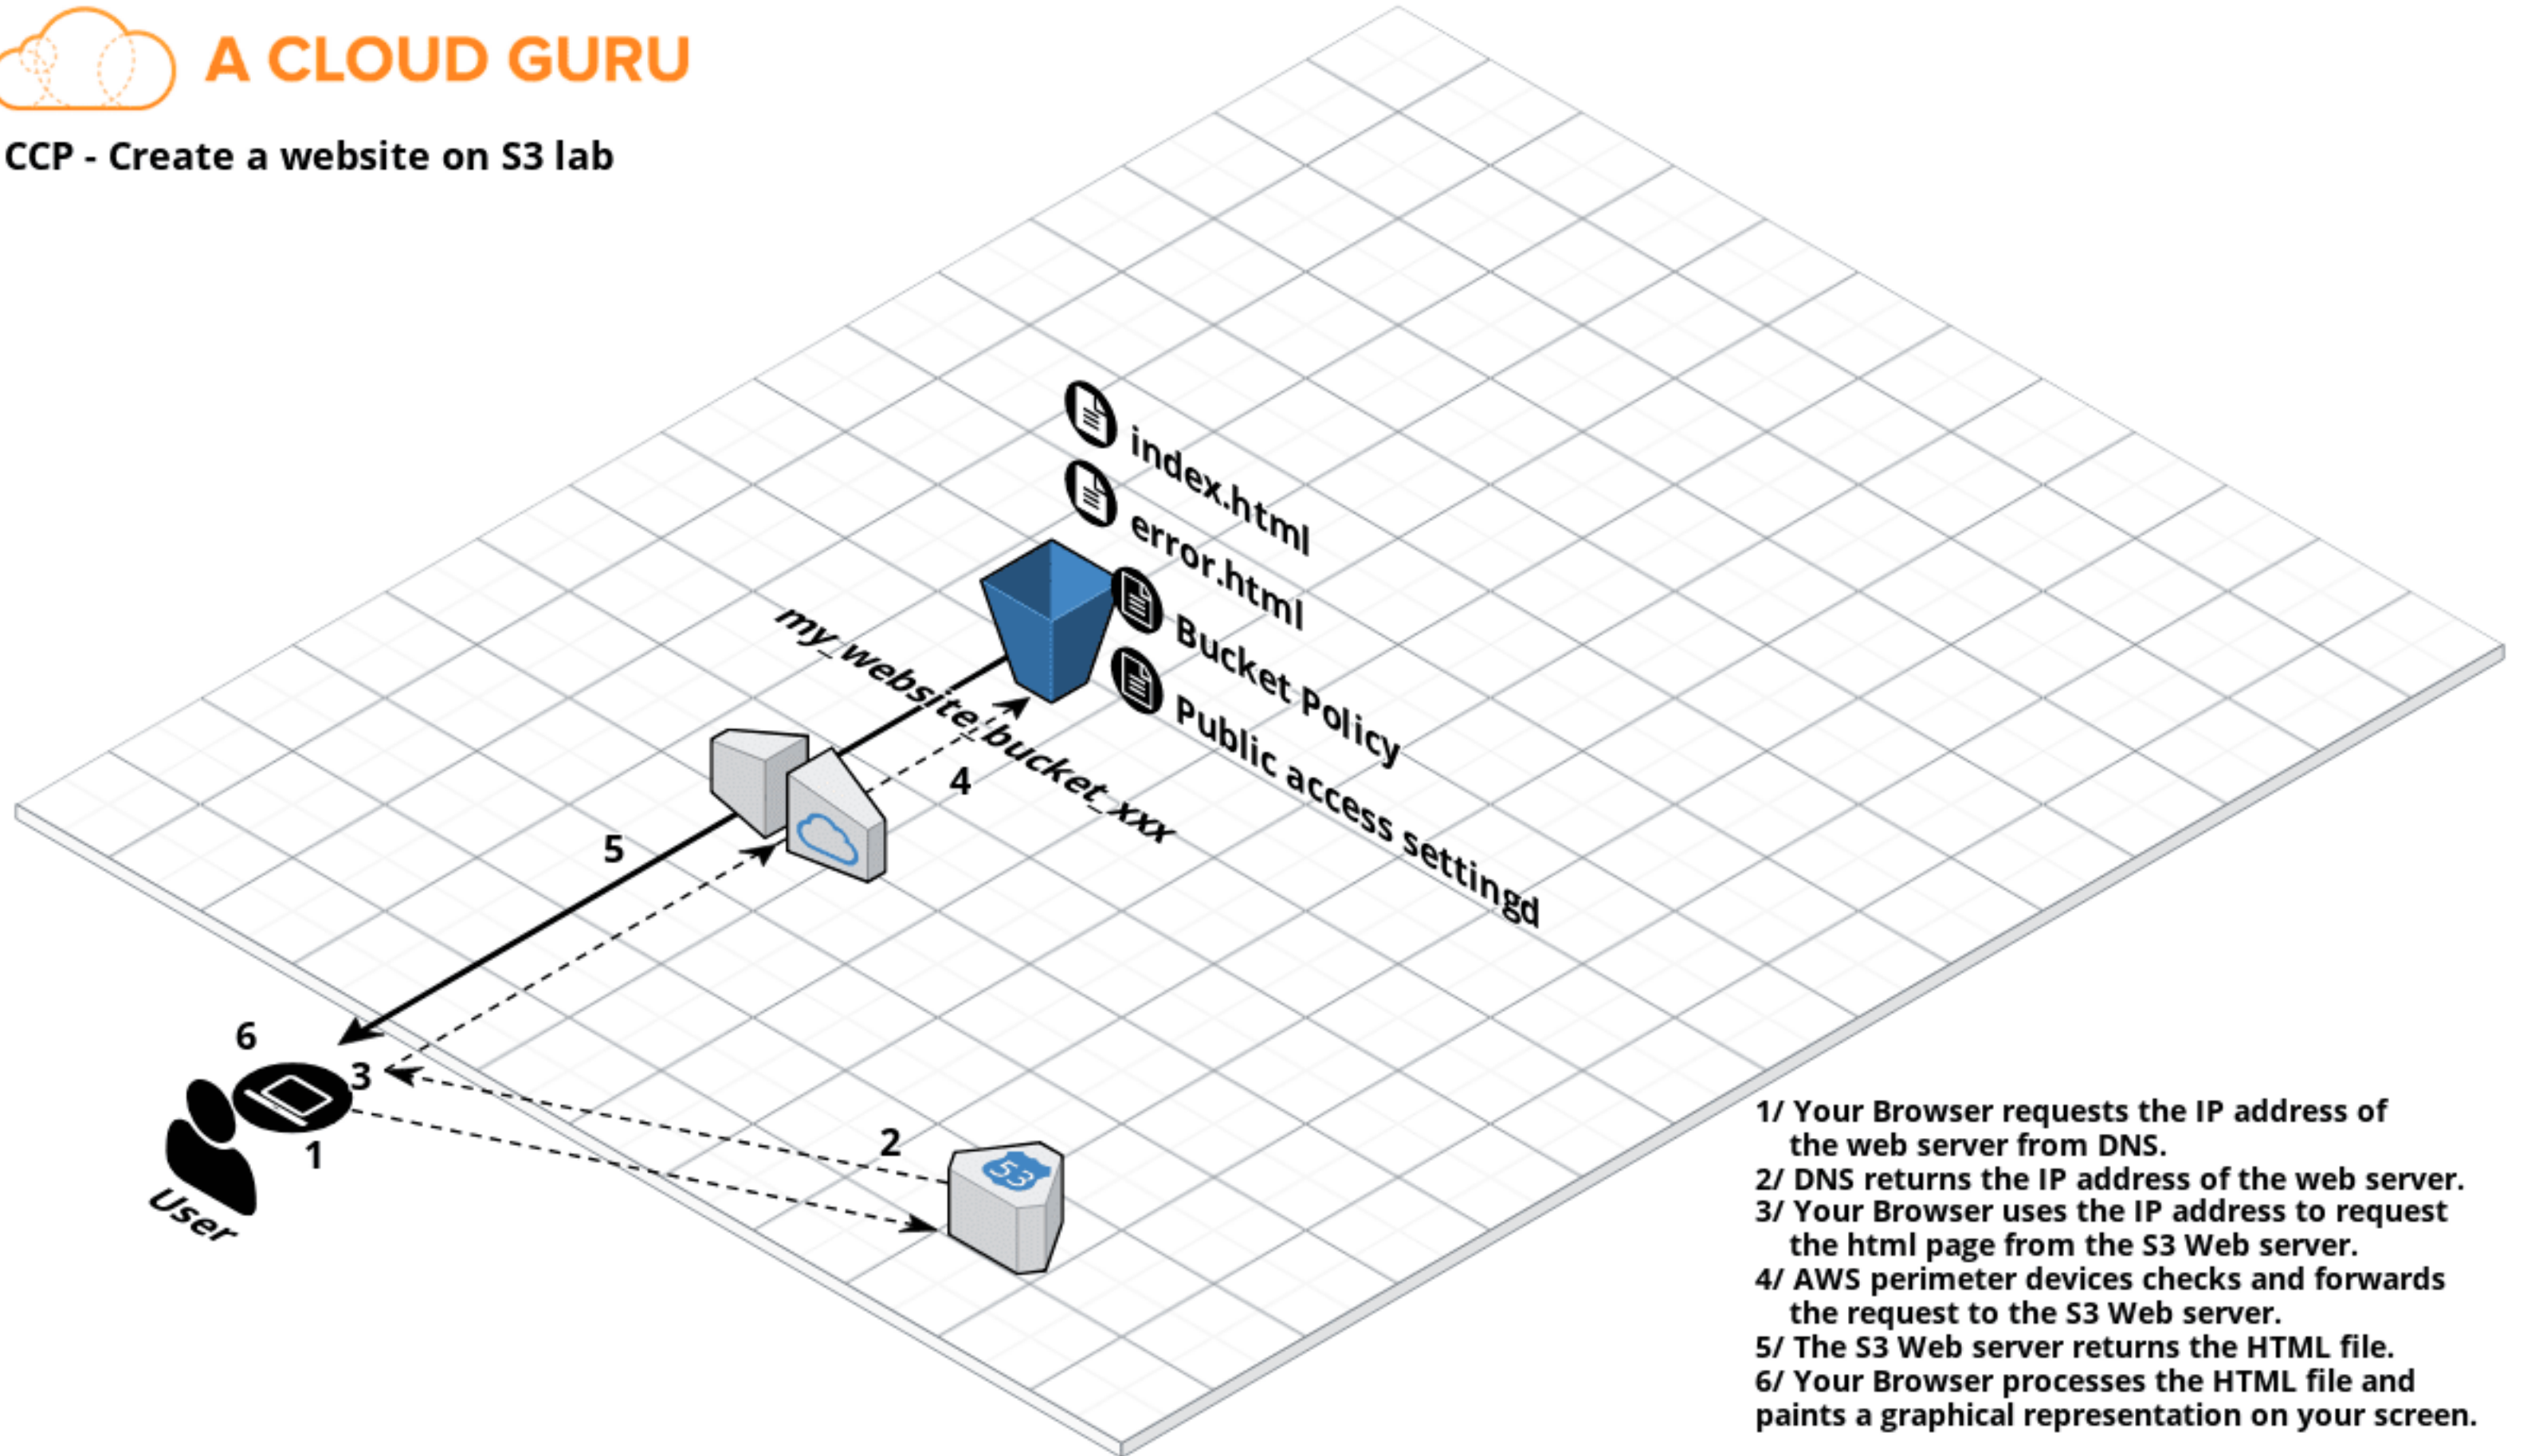 A CLOUD GURU
CCP - Create a website on S3 lab
index.html
error.html
Bucket Policy
Public access settingd
my_website_bucket_xxx
4
5
6
3
1
2
53
User
1/ Your Browser requests the IP address of
the web server from DNS.
2/ DNS returns the IP address of the web server.
3/ Your Browser uses the IP address to request
the html page from the S3 Web server.
4/ AWS perimeter devices checks and forwards
the request to the S3 Web server.
5/ The S3 Web server returns the HTML file.
6/ Your Browser processes the HTML file and
paints a graphical representation on your screen.